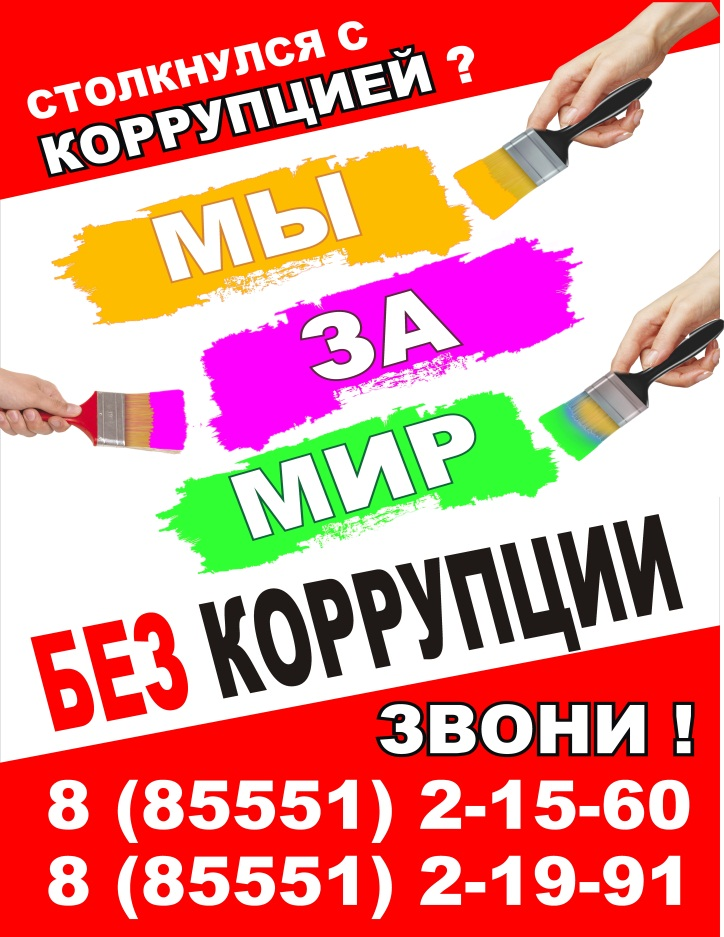 СТОЛКНУЛСЯ С
КОРРУПЦИЕЙ ?
МЫ
ЗА
МИР
БЕЗ КОРРУПЦИИ
ЗВОНИ !
8 (85551) 2-15-60
8 (85551) 2-19-91